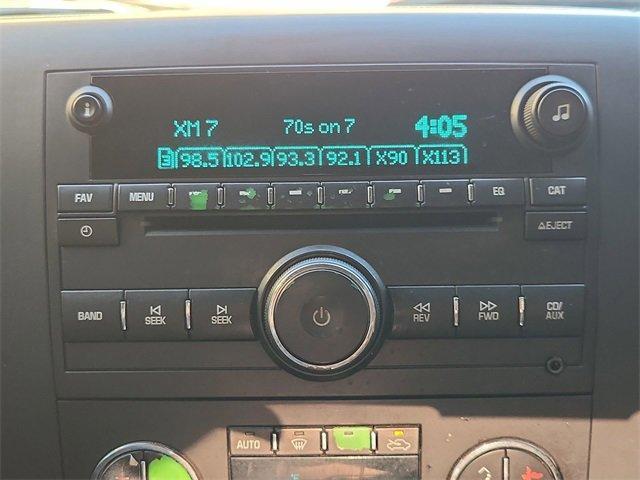 XM 7 70s on 7 4:05
3 98.5 102.9 93.3 92.1 X90 X113
FAV MENU EQ CAT
EJECT
BAND SEEK SEEK REV FWD CD/
AUX
AUTO